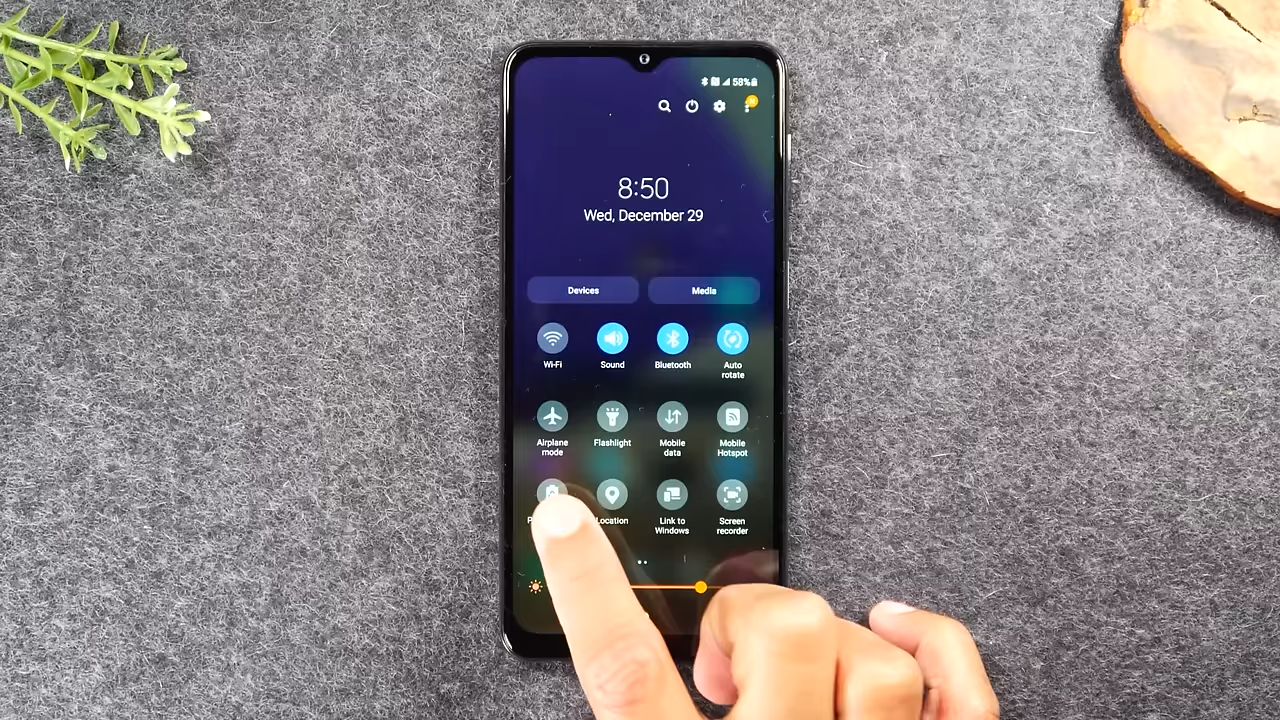 58%
8:50
Wed, December 29
Devices Media
Wi-Fi Sound Bluetooth Auto
rotate
Airplane Flashlight Mobile Mobile
mode data Hotspot
Location Link to Screen
Windows recorder